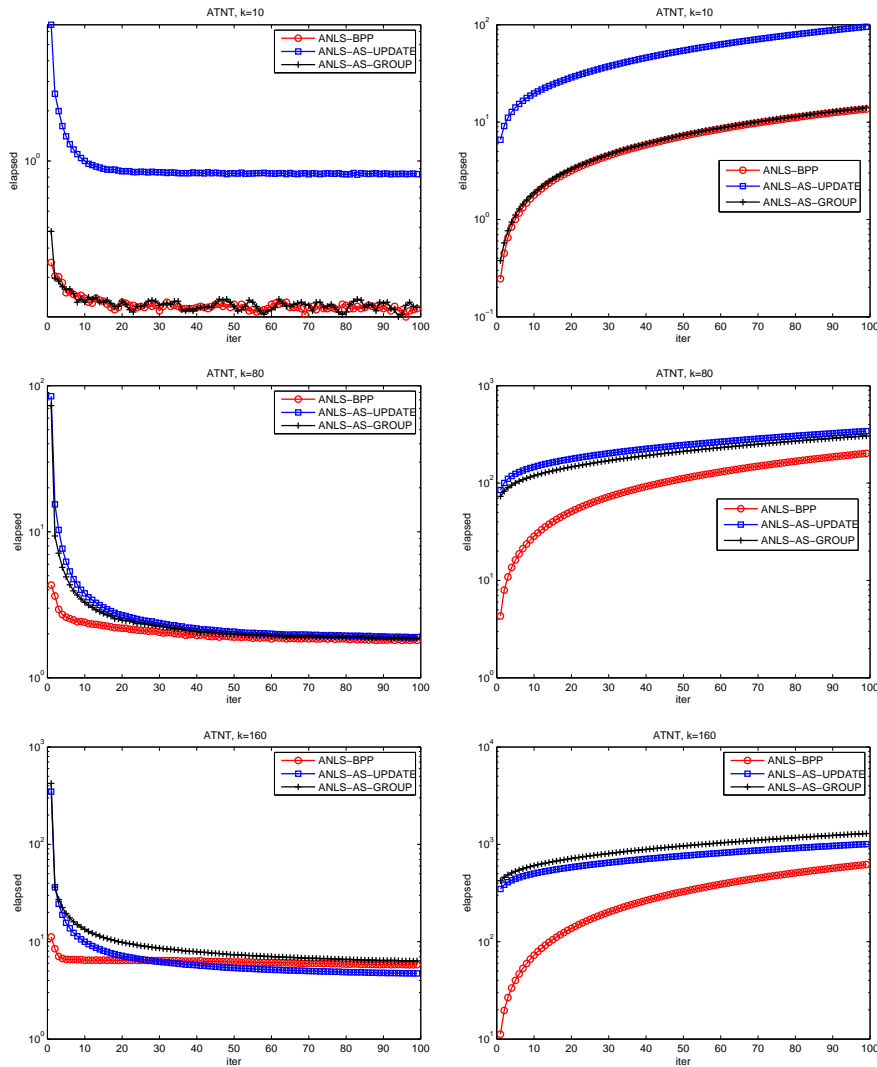 ATNT, k=10
10^0
elapsed
0 10 20 30 40 50 60 70 80 90 100
iter
ANLS−BPP
ANLS−AS−UPDATE
ANLS−AS−GROUP
ATNT, k=10
10^2
10^1
10^0
10^−1
elapsed
0 10 20 30 40 50 60 70 80 90 100
iter
ANLS−BPP
ANLS−AS−UPDATE
ANLS−AS−GROUP
ATNT, k=80
10^2
10^1
10^0
elapsed
0 10 20 30 40 50 60 70 80 90 100
iter
ANLS−BPP
ANLS−AS−UPDATE
ANLS−AS−GROUP
ATNT, k=80
10^3
10^2
10^1
10^0
elapsed
0 10 20 30 40 50 60 70 80 90 100
iter
ANLS−BPP
ANLS−AS−UPDATE
ANLS−AS−GROUP
ATNT, k=160
10^3
10^2
10^1
10^0
elapsed
0 10 20 30 40 50 60 70 80 90 100
iter
ANLS−BPP
ANLS−AS−UPDATE
ANLS−AS−GROUP
ATNT, k=160
10^4
10^3
10^2
10^1
elapsed
0 10 20 30 40 50 60 70 80 90 100
iter
ANLS−BPP
ANLS−AS−UPDATE
ANLS−AS−GROUP